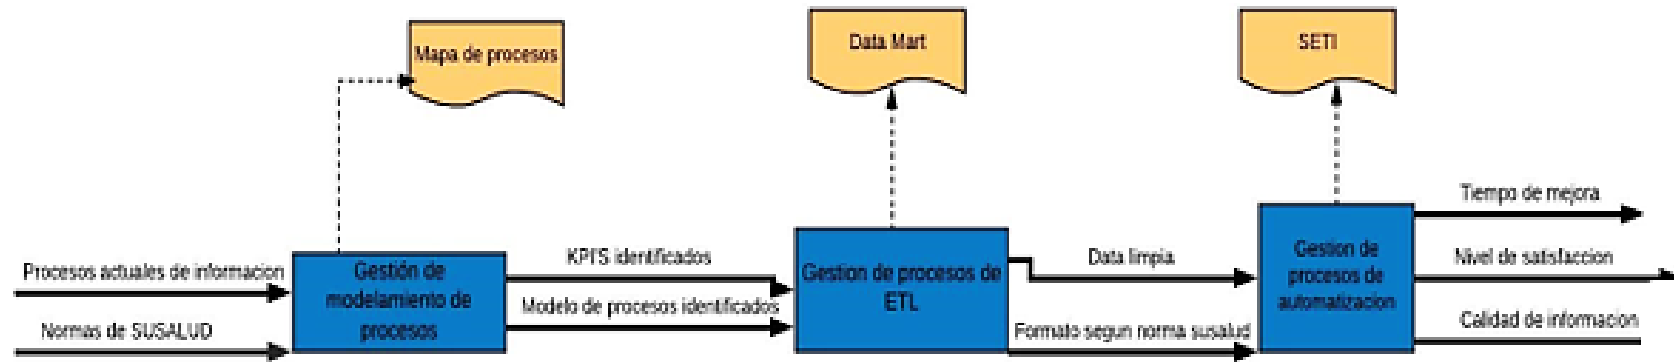 Mapa de procesos
Data Mart
SETI
Procesos actuales de informacion
Normas de SUSALUD
Gestión de
modelamiento de
procesos
KPI'S identificados
Modelo de procesos identificados
Gestion de procesos de
ETL
Data limpia
Formato segun norma susalud
Gestion de
procesos de
automatizacion
Tiempo de mejora
Nivel de satisfaccion
Calidad de informacion